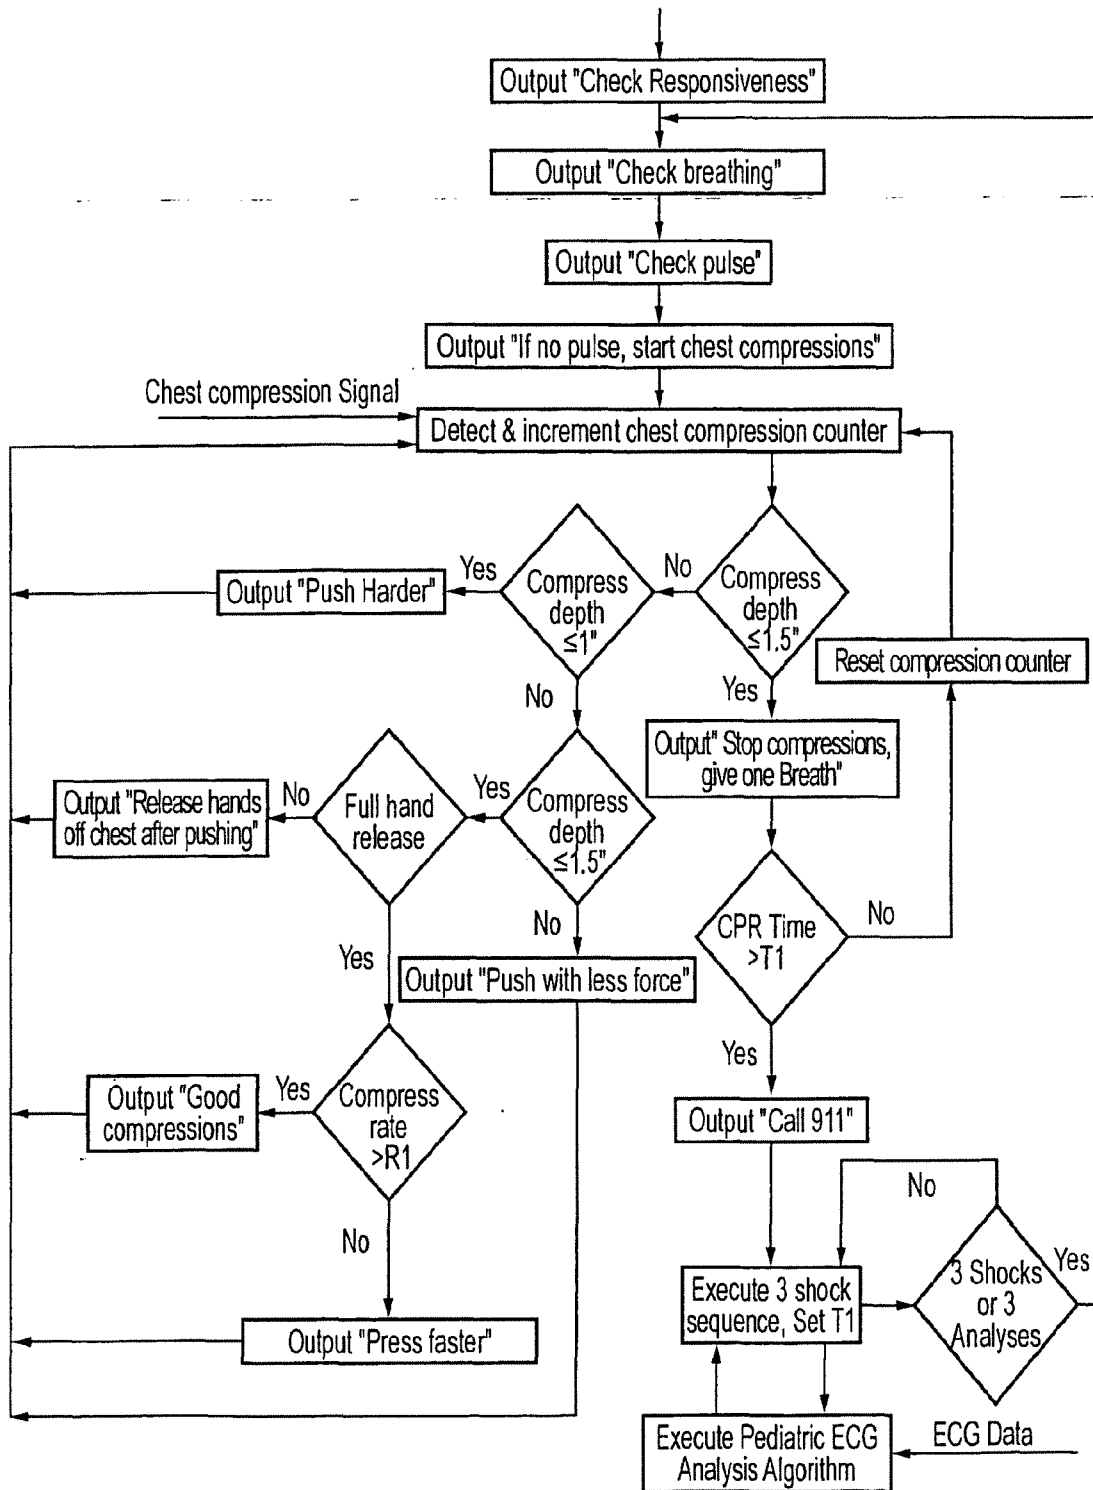 Output "Check Responsiveness"
Output "Check breathing"
Output "Check pulse"
Output "If no pulse, start chest compressions"
Chest compression Signal
Detect & increment chest compression counter
Output "Push Harder"
Yes
Compress
depth
≤1"
No
Compress
depth
≤1.5"
Reset compression counter
No
Yes
Output" Stop compressions,
give one Breath"
Output "Release hands
off chest after pushing"
No
Full hand
release
Yes
Compress
depth
≤1.5"
No
CPR Time
>T1
No
Yes
Output "Push with less force"
Yes
Output "Good
compressions"
Yes
Compress
rate
>R1
Output "Call 911"
No
No
3 Shocks
or 3
Analyses
Yes
Execute 3 shock
sequence, Set T1
Output "Press faster"
Execute Pediatric ECG
Analysis Algorithm
ECG Data